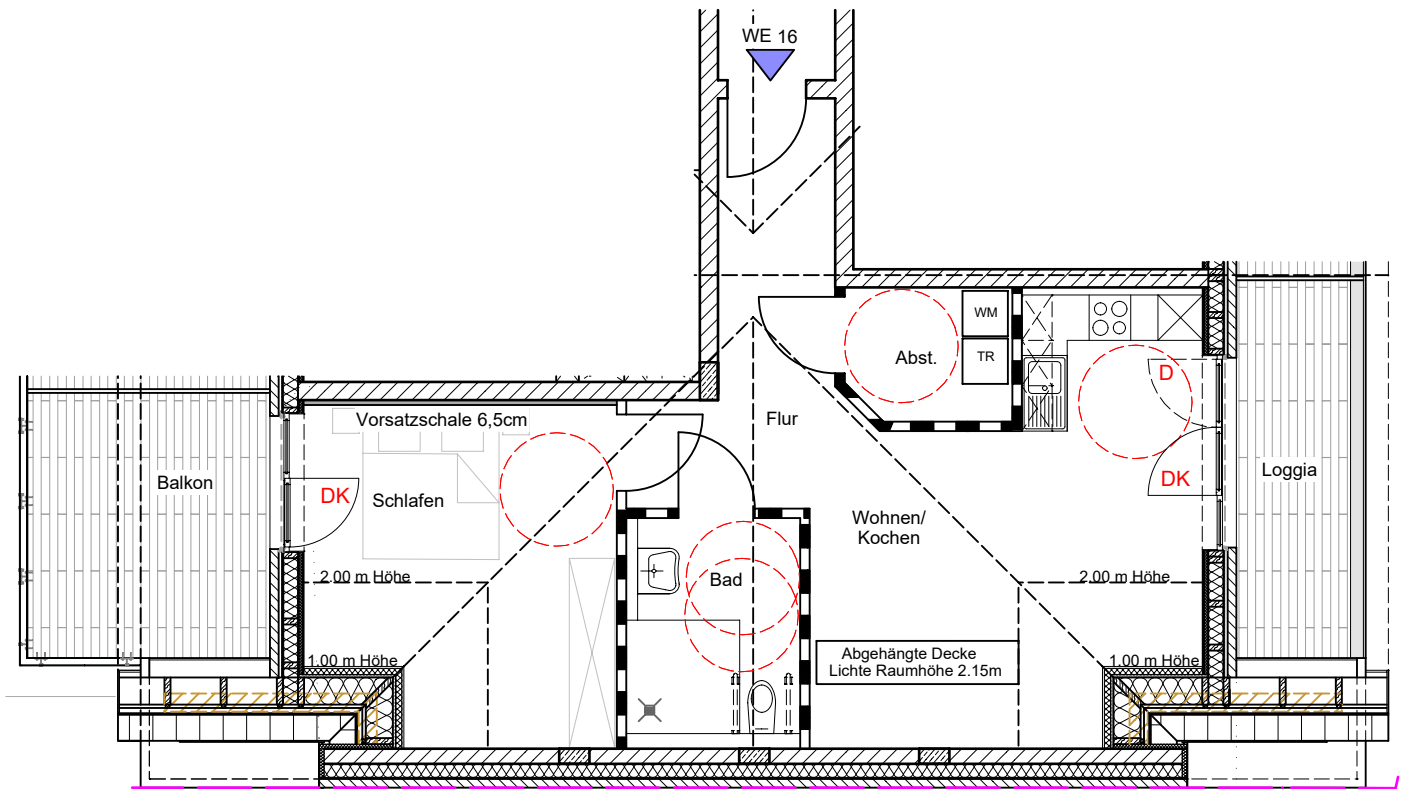 WE 16
WM
Abst.
TR
D
Vorsatzschale 6,5cm
Flur
Balkon
DK
Schlafen
DK
Loggia
Wohnen/
Kochen
2.00 m Höhe
Bad
2.00 m Höhe
1.00 m Höhe
Abgehängte Decke
Lichte Raumhöhe 2.15m
1.00 m Höhe